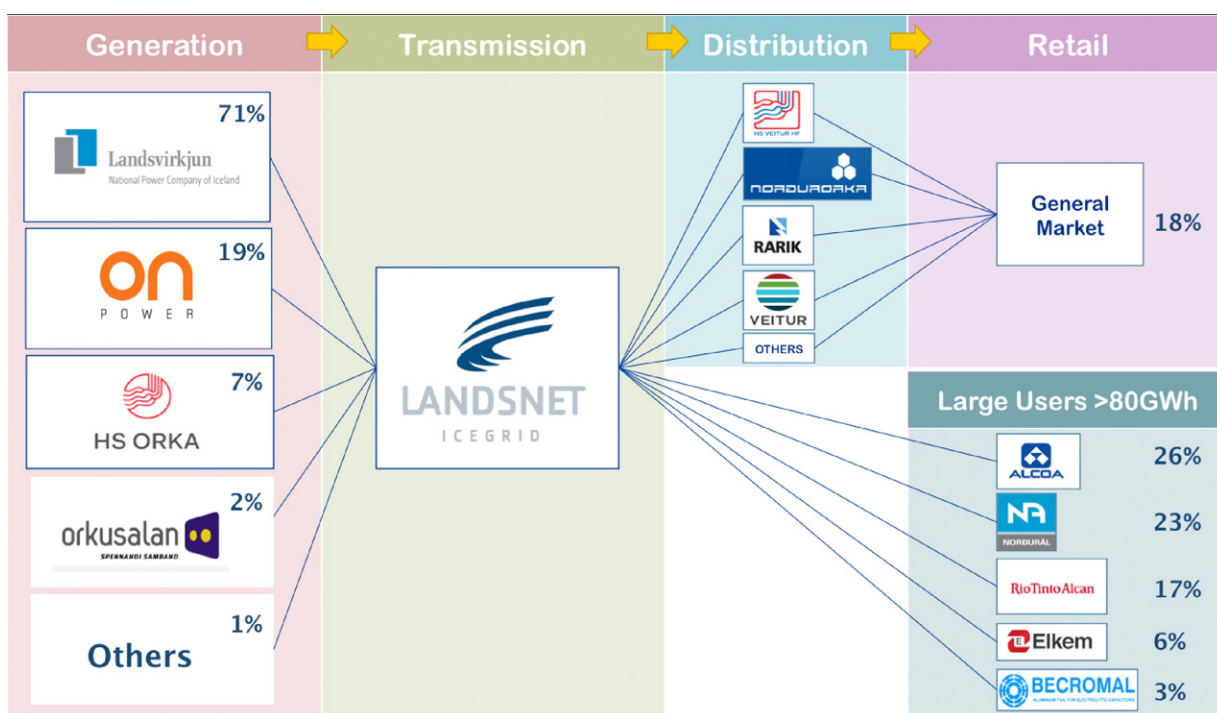 Generation
Transmission
Distribution
Retail
71%
Landsvirkjun
National Power Company of Iceland
19%
on
POWER
7%
HS ORKA
2%
orkusalan
SPENNANDI SAMBAND
1%
Others
LANDSNET
ICEGRID
HS VEITUR HF
NORDURORKA
RARIK
VEITUR
OTHERS
General
Market
18%
Large Users >80GWh
ALCOA
26%
NA
NORÐURÁL
23%
RioTintoAlcan
17%
Elkem
6%
BECROMAL
ALUMINUM FOIL FOR ELECTROLYTIC CAPACITORS
3%